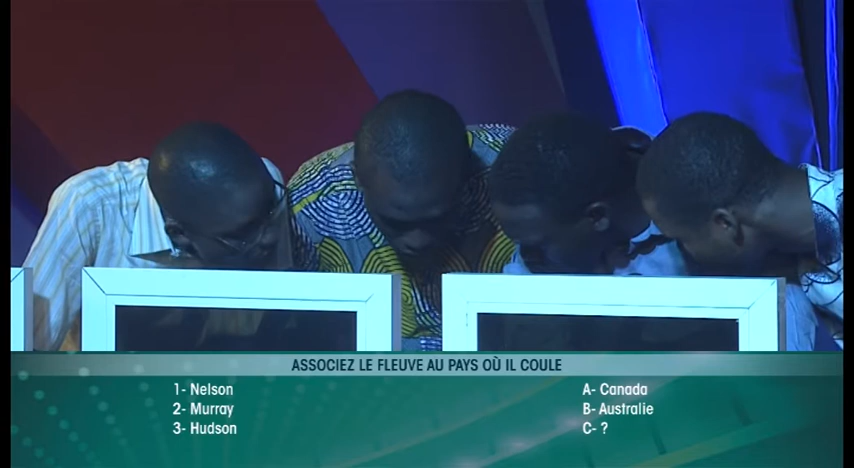 ASSOCIEZ LE FLEUVE AU PAYS OÙ IL COULE
1- Nelson
2- Murray
3- Hudson
A- Canada
B- Australie
C- ?